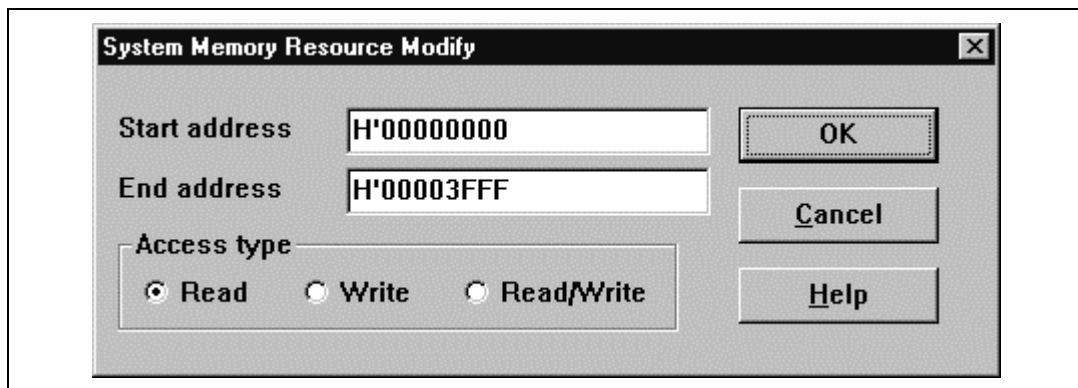 System Memory Resource Modify
Start address H'00000000 OK
End address H'00003FFF
Cancel
Access type
Read Write Read/Write Help